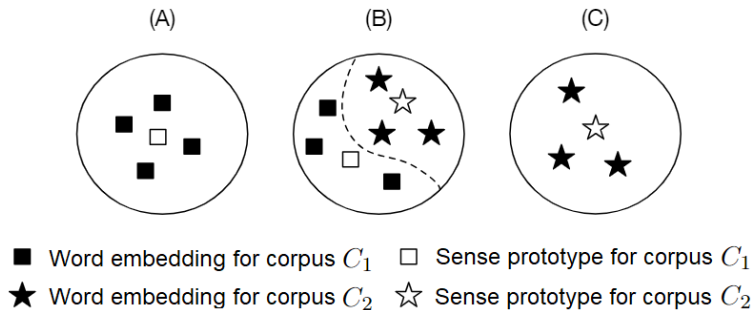 (A) (B) (C)
Word embedding for corpus C₁ Sense prototype for corpus C₁
Word embedding for corpus C₂ Sense prototype for corpus C₂